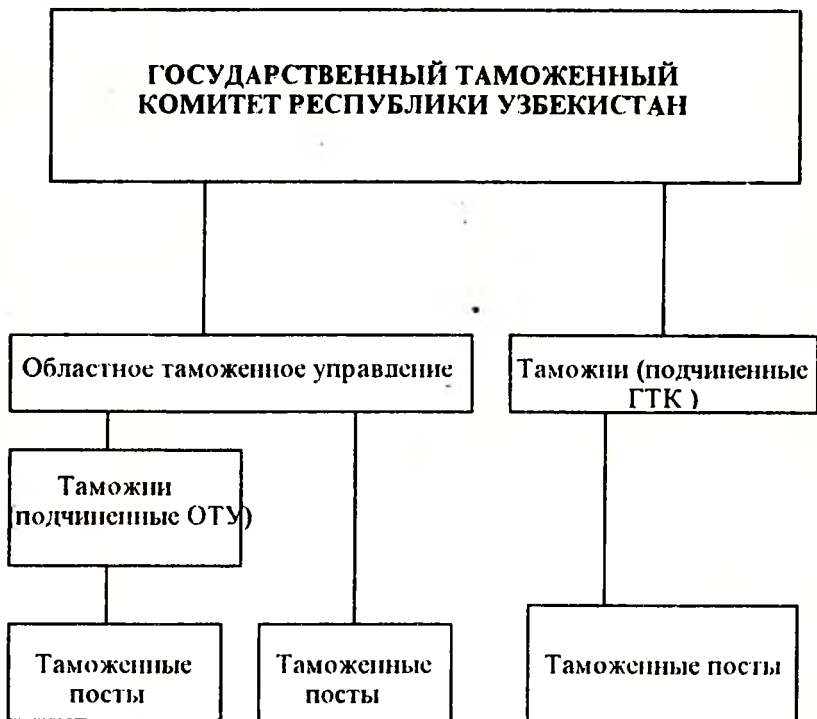 ГОСУДАРСТВЕННЫЙ ТАМОЖЕННЫЙ
КОМИТЕТ РЕСПУБЛИКИ УЗБЕКИСТАН
Областное таможенное управление
Таможни (подчиненные
ГТК )
Таможни
(подчиненные ОТУ)
Таможенные
посты
Таможенные
посты
Таможенные посты